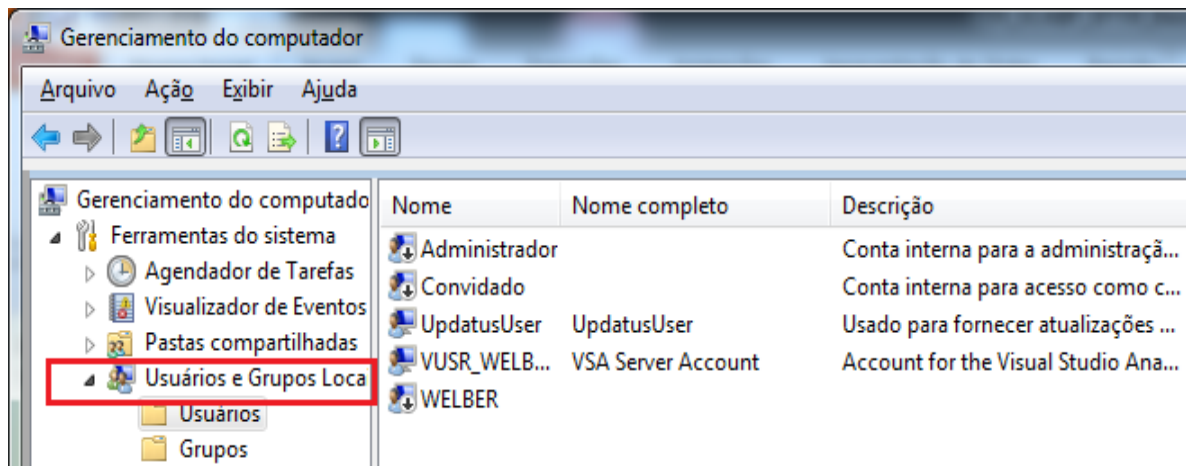 Gerenciamento do computador
Arquivo Ação Exibir Ajuda
Gerenciamento do computado
Ferramentas do sistema
Agendador de Tarefas
Visualizador de Eventos
Pastas compartilhadas
Usuários e Grupos Loca
Usuários
Grupos
Nome Nome completo Descrição
Administrador Conta interna para a administraçã...
Convidado Conta interna para acesso como c...
UpdatusUser UpdatusUser Usado para fornecer atualizações ...
VUSR_WELB... VSA Server Account Account for the Visual Studio Ana...
WELBER